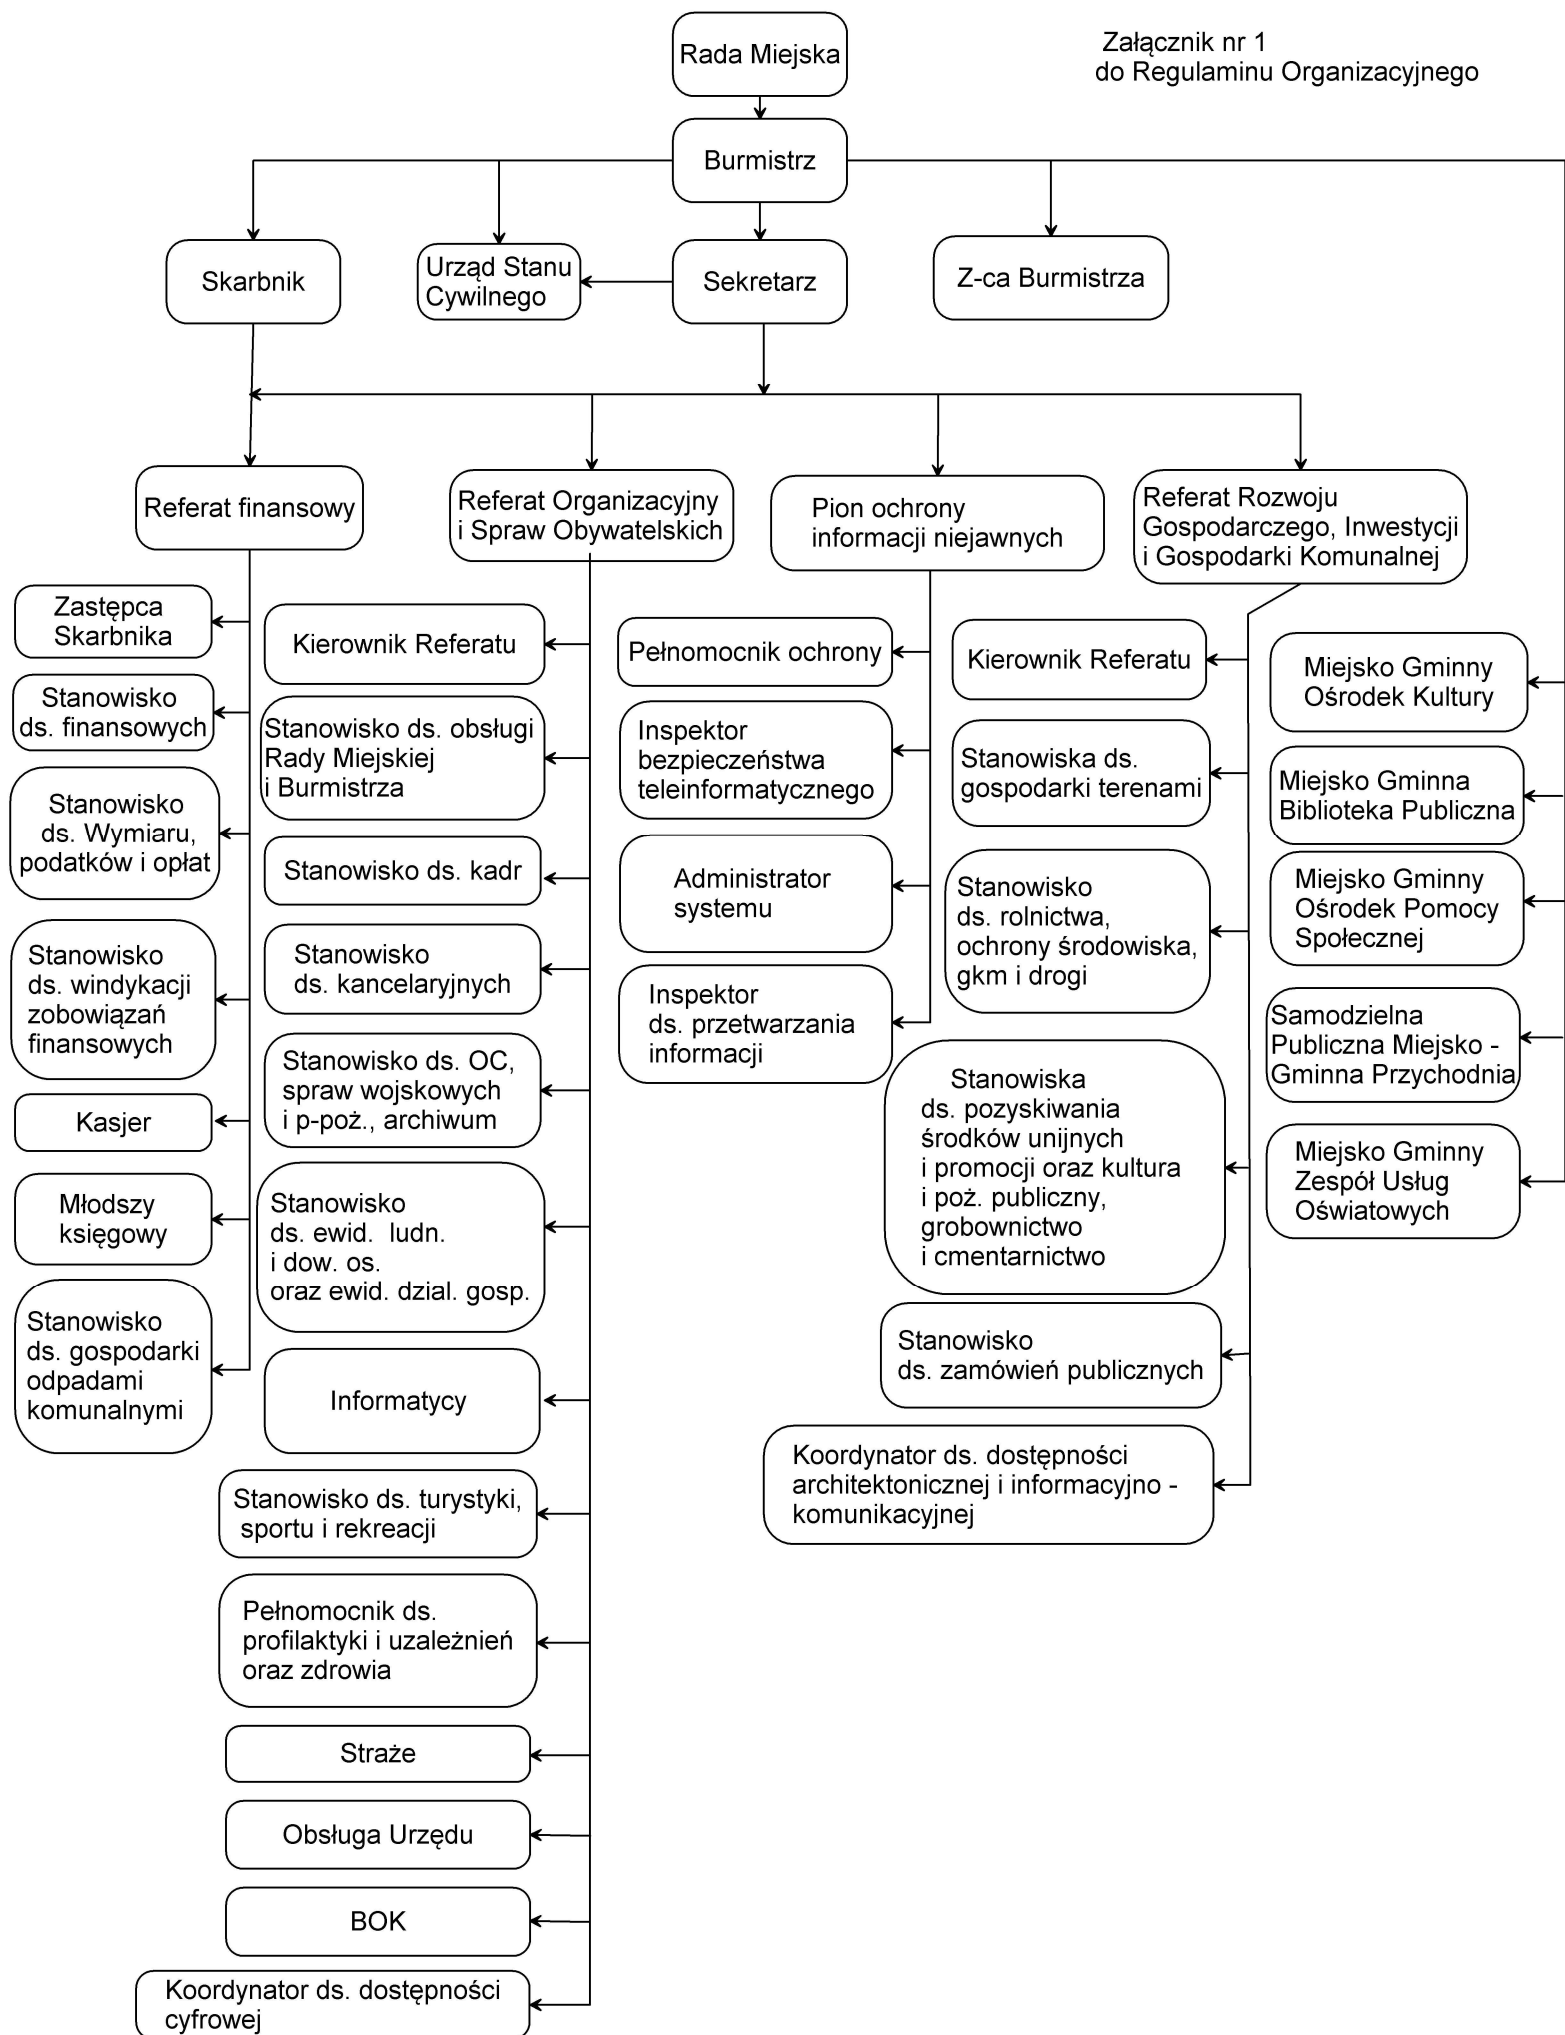 Załącznik nr 1
do Regulaminu Organizacyjnego
Rada Miejska
Burmistrz
Skarbnik
Urząd Stanu
Cywilnego
Sekretarz
Z-ca Burmistrza
Referat finansowy
Referat Organizacyjny
i Spraw Obywatelskich
Pion ochrony
informacji niejawnych
Referat Rozwoju
Gospodarczego, Inwestycji
i Gospodarki Komunalnej
Zastępca
Skarbnika
Stanowisko
ds. finansowych
Stanowisko
ds. Wymiaru,
podatków i opłat
Stanowisko
ds. windykacji
zobowiązań
finansowych
Kasjer
Młodszy
księgowy
Stanowisko
ds. gospodarki
odpadami
komunalnymi
Kierownik Referatu
Stanowisko ds. obsługi
Rady Miejskiej
i Burmistrza
Stanowisko ds. kadr
Stanowisko
ds. kancelaryjnych
Stanowisko ds. OC,
spraw wojskowych
i p-poż., archiwum
Stanowisko
ds. ewid. ludn.
i dow. os.
oraz ewid. dzial. gosp.
Informatycy
Stanowisko ds. turystyki,
sportu i rekreacji
Pełnomocnik ds.
profilaktyki i uzależnień
oraz zdrowia
Straże
Obsługa Urzędu
BOK
Koordynator ds. dostępności
cyfrowej
Pełnomocnik ochrony
Inspektor
bezpieczeństwa
teleinformatycznego
Administrator
systemu
Inspektor
ds. przetwarzania
informacji
Kierownik Referatu
Stanowiska ds.
gospodarki terenami
Stanowisko
ds. rolnictwa,
ochrony środowiska,
gkm i drogi
Stanowiska
ds. pozyskiwania
środków unijnych
i promocji oraz kultura
i poż. publiczny,
grobownictwo
i cmentarnictwo
Stanowisko
ds. zamówień publicznych
Koordynator ds. dostępności
architektonicznej i informacyjno -
komunikacyjnej
Miejsko Gminny
Ośrodek Kultury
Miejsko Gminna
Biblioteka Publiczna
Miejsko Gminny
Ośrodek Pomocy
Społecznej
Samodzielna
Publiczna Miejsko -
Gminna Przychodnia
Miejsko Gminny
Zespół Usług
Oświatowych